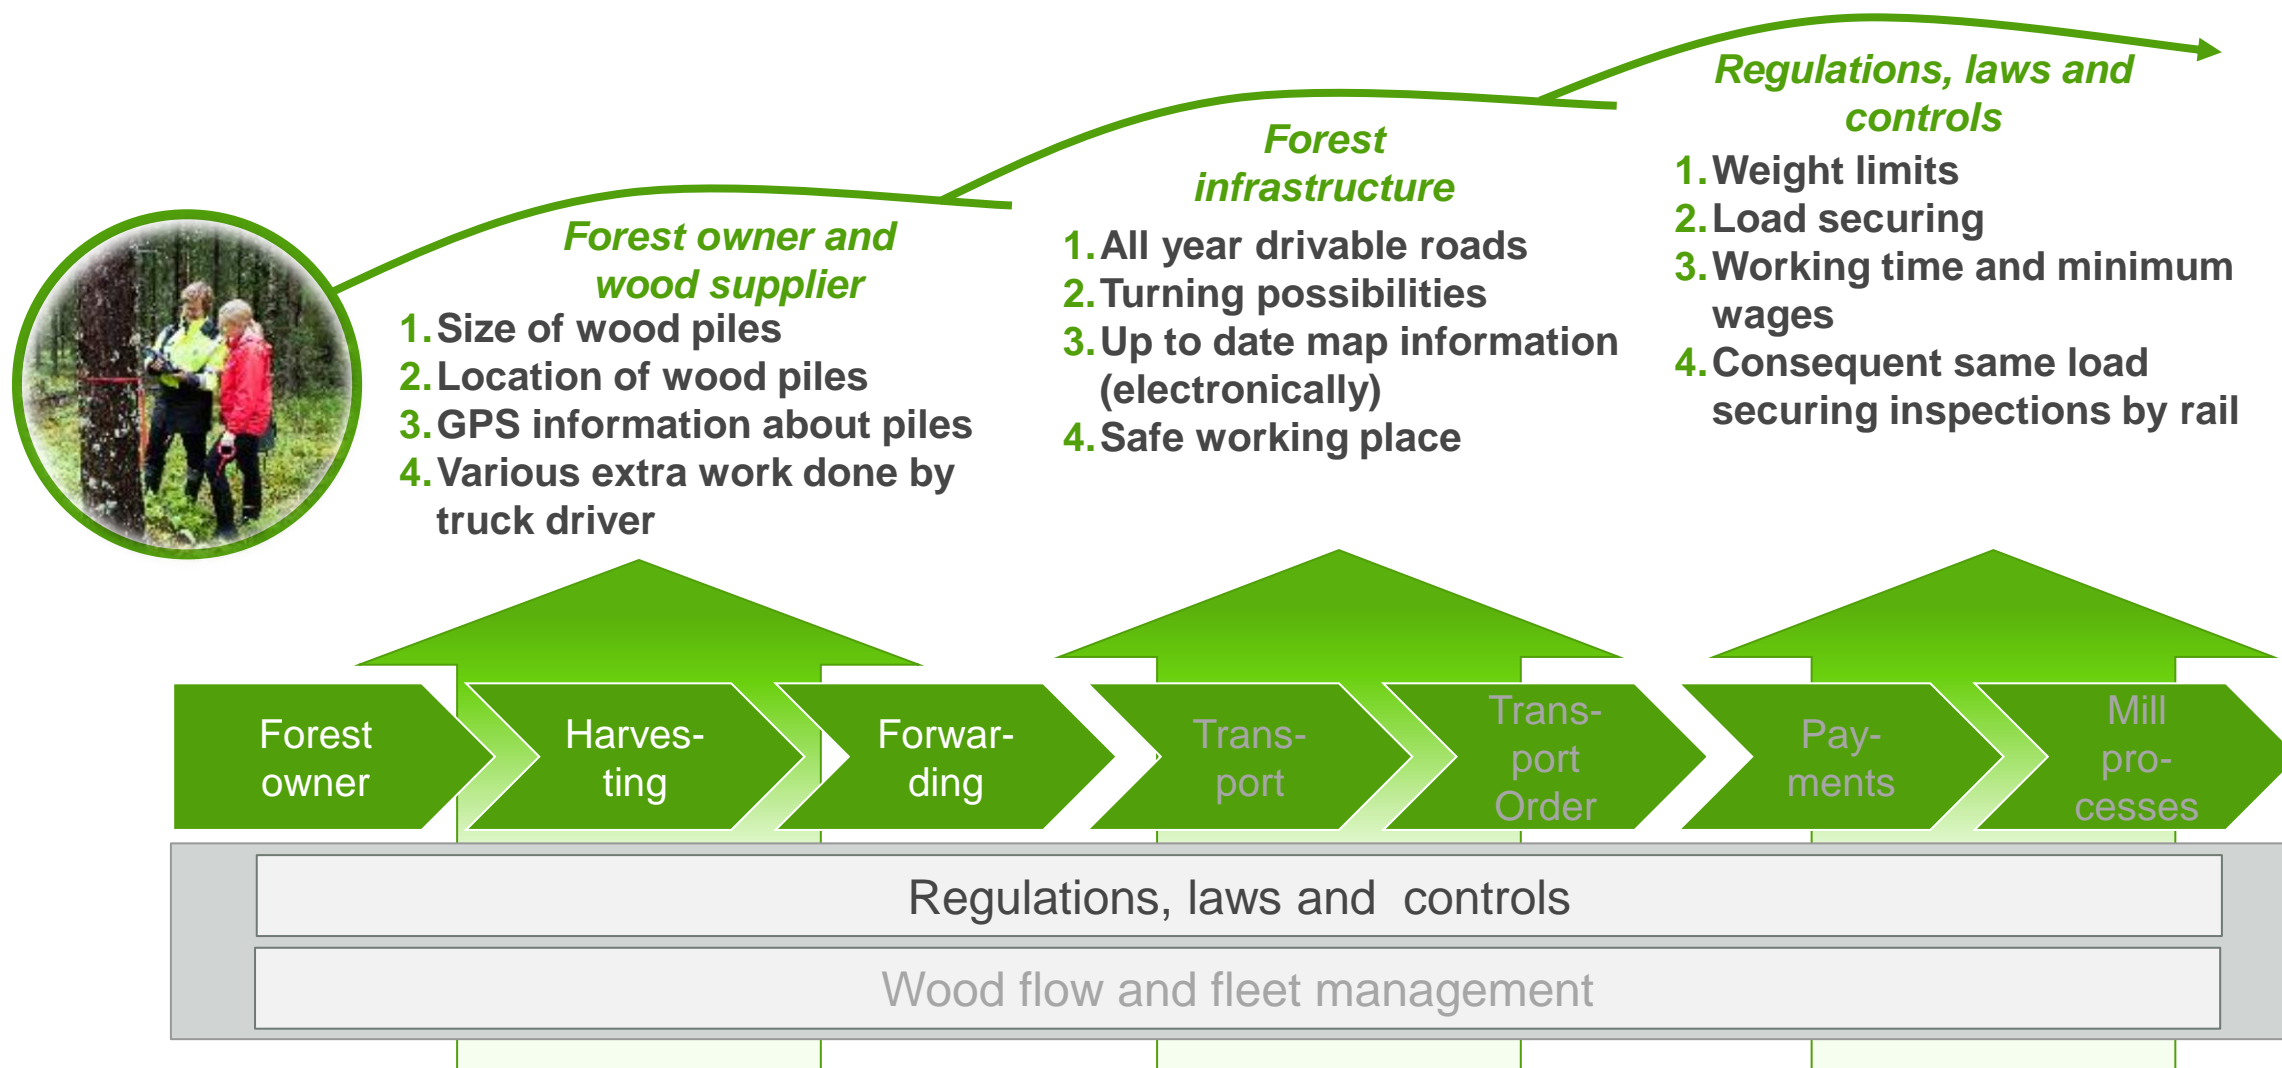 Regulations, laws and
controls
1. Weight limits
2. Load securing
3. Working time and minimum
wages
4. Consequent same load
securing inspections by rail
Forest
infrastructure
1. All year drivable roads
2. Turning possibilities
3. Up to date map information
(electronically)
4. Safe working place
Forest owner and
wood supplier
1. Size of wood piles
2. Location of wood piles
3. GPS information about piles
4. Various extra work done by
truck driver
Forest
owner
Harves-
ting
Forwar-
ding
Trans-
port
Trans-
port
Order
Pay-
ments
Mill
pro-
cesses
Regulations, laws and controls
Wood flow and fleet management